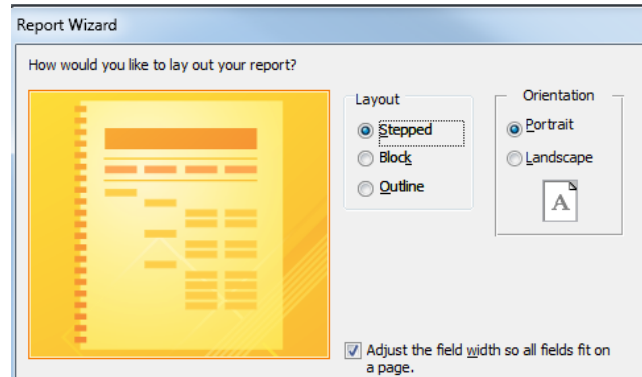 Report Wizard
How would you like to lay out your report?
Layout
Stepped
Block
Outline
Orientation
Portrait
Landscape
A
Adjust the field width so all fields fit on
a page.